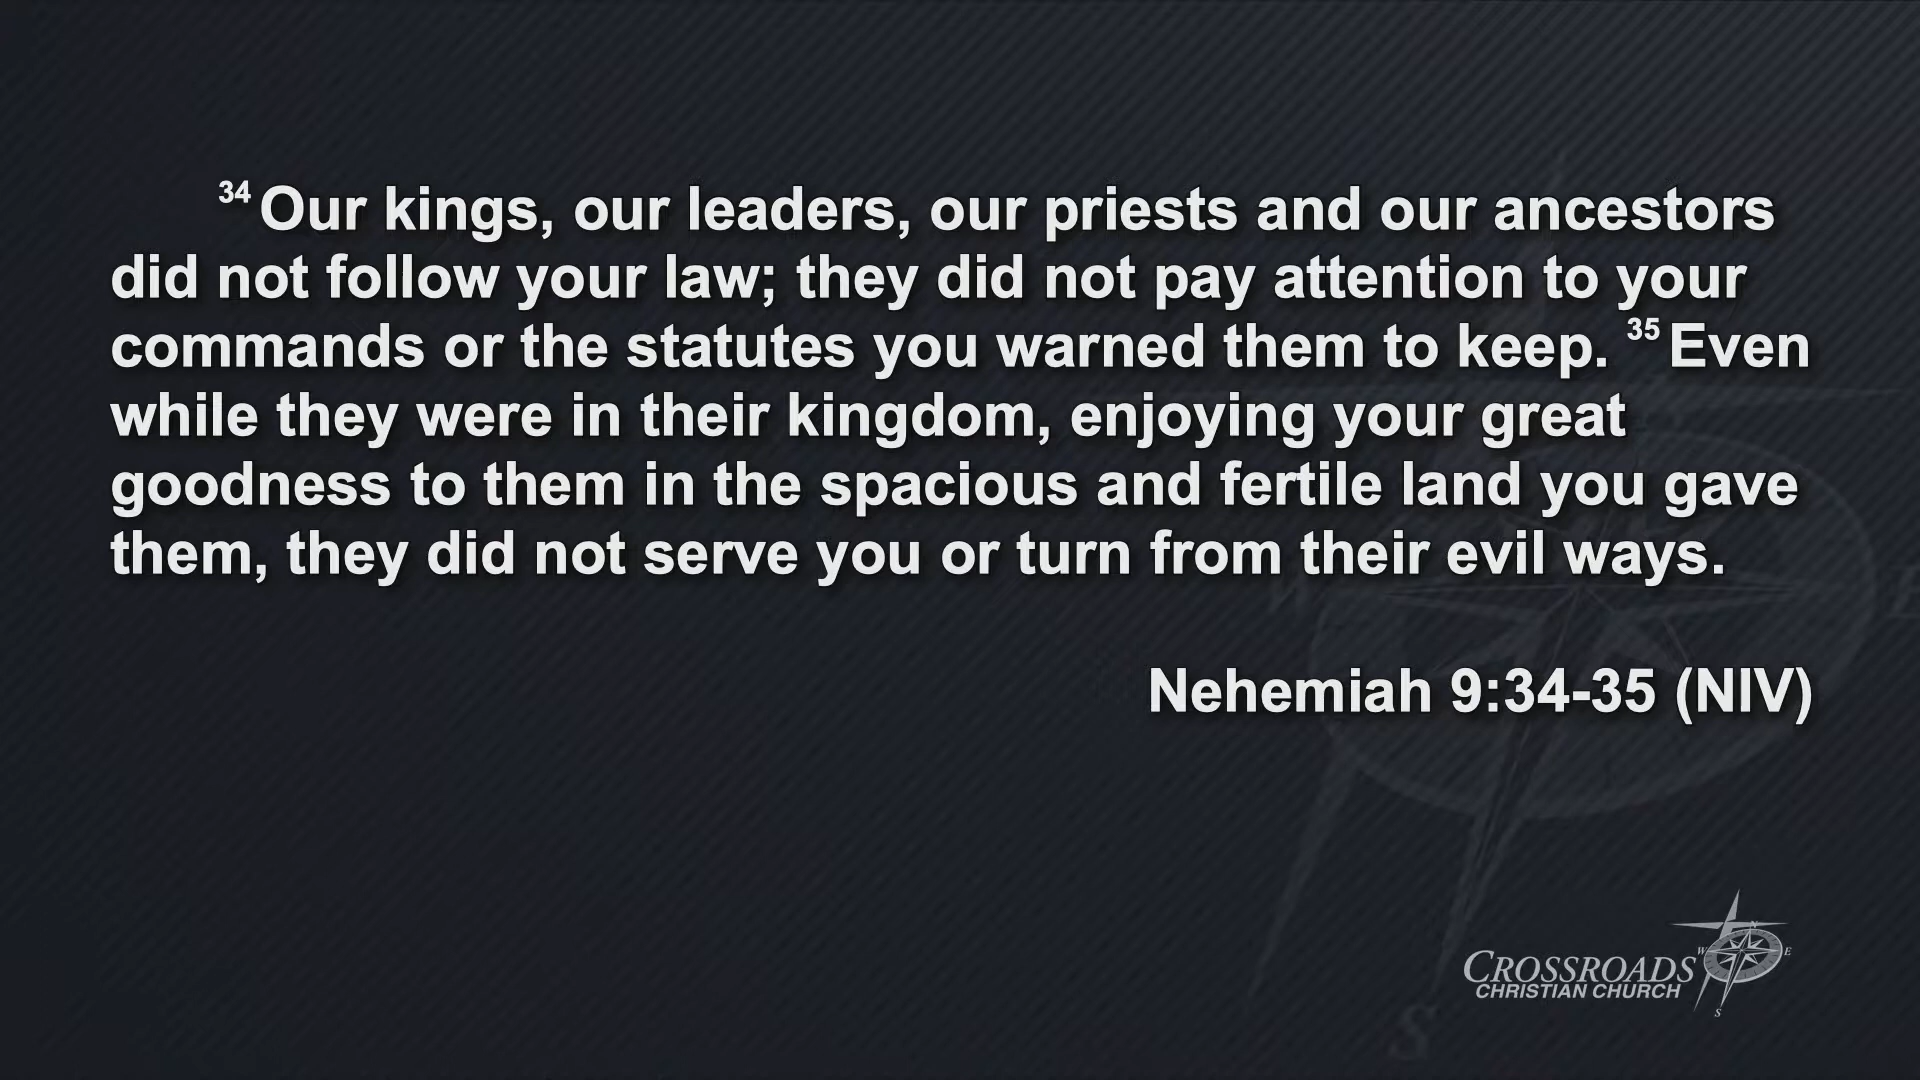 34 Our kings, our leaders, our priests and our ancestors
did not follow your law; they did not pay attention to your
commands or the statutes you warned them to keep. 35 Even
while they were in their kingdom, enjoying your great
goodness to them in the spacious and fertile land you gave
them, they did not serve you or turn from their evil ways.
Nehemiah 9:34-35 (NIV)
W E
S
N
W E
CROSSROADS
CHRISTIAN CHURCH
S